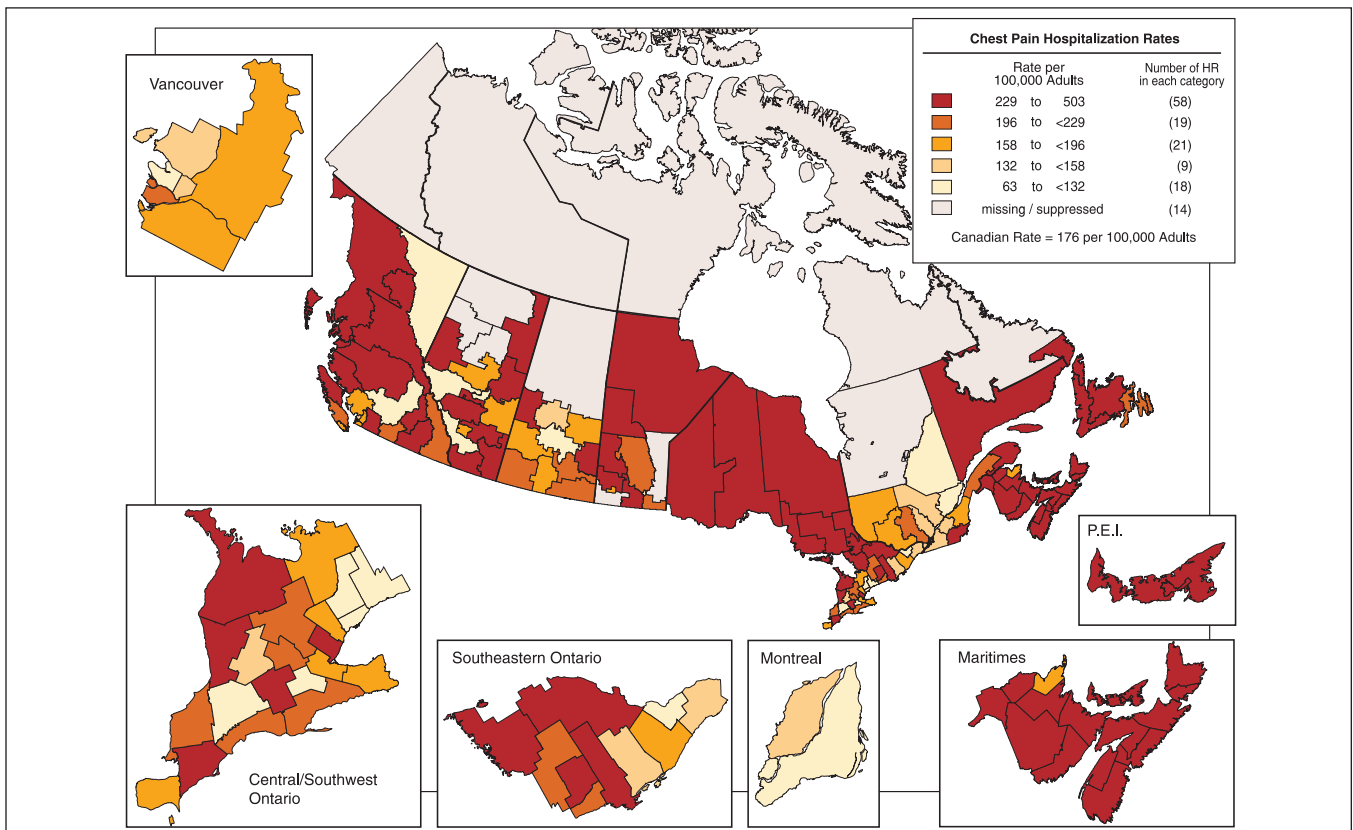 Chest Pain Hospitalization Rates
Rate per
100,000 Adults
Number of HR
in each category
229 to 503 (58)
196 to <229 (19)
158 to <196 (21)
132 to <158 (9)
63 to <132 (18)
missing / suppressed (14)
Canadian Rate = 176 per 100,000 Adults
Vancouver
P.E.I.
Central/Southwest
Ontario
Southeastern Ontario
Montreal
Maritimes